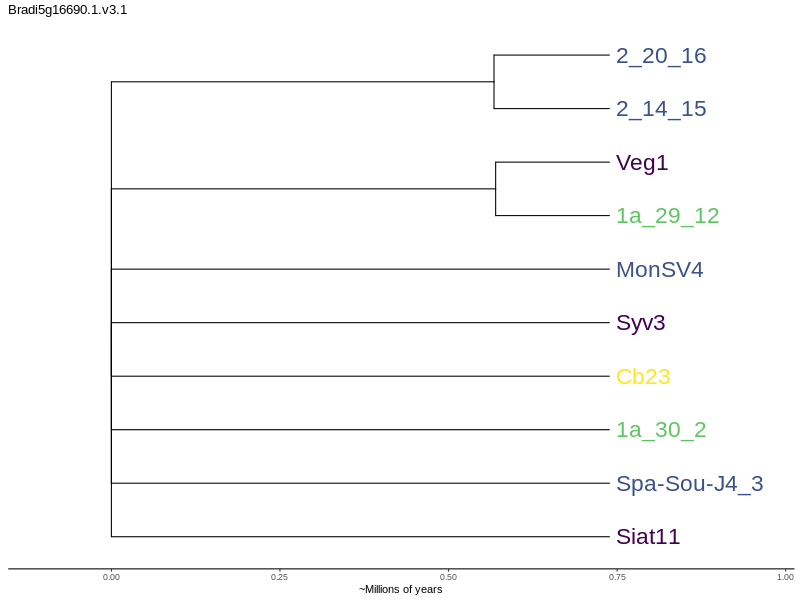 Bradi5g16690.1.v3.1
2_20_16
2_14_15
Veg1
1a_29_12
MonSV4
Syv3
Cb23
1a_30_2
Spa-Sou-J4_3
Siat11
0.00 0.25 0.50 0.75 1.00
~Millions of years